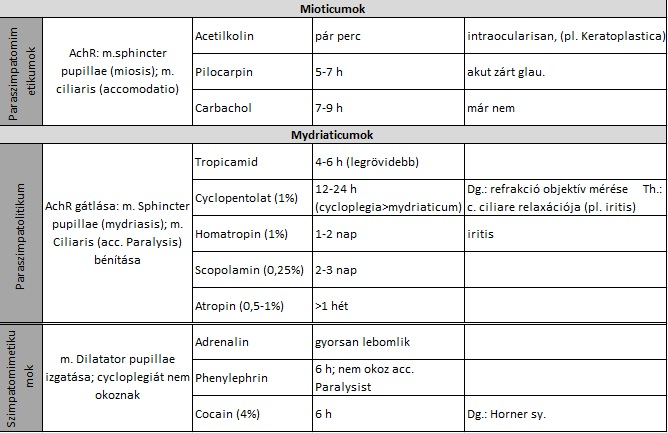 Mioticumok
Paraszimpatomim
etikumok
AchR: m.sphincter
pupillae (miosis); m.
ciliaris (accomodatio)
Acetilkolin
pár perc
intraocularisan, (pl. Keratoplastica)
Pilocarpin
5-7 h
akut zárt glau.
Carbachol
7-9 h
már nem
Mydriaticumok
Paraszimpatolitikum
AchR gátlása: m. Sphincter
pupillae (mydriasis); m.
Ciliaris (acc. Paralysis)
bénítása
Tropicamid
4-6 h (legrövidebb)
Cyclopentolat (1%)
12-24 h
(cycloplegia>mydriaticum)
Dg.: refrakció objektív mérése Th.:
c. ciliare relaxációja (pl. iritis)
Homatropin (1%)
1-2 nap
iritis
Scopolamin (0,25%)
2-3 nap
Atropin (0,5-1%)
>1 hét
Szimpatomimetiku
mok
m. Dilatator pupillae
izgatása; cycloplegiát nem
okoznak
Adrenalin
gyorsan lebomlik
Phenylephrin
6 h; nem okoz acc.
Paralysist
Cocain (4%)
6 h
Dg.: Horner sy.